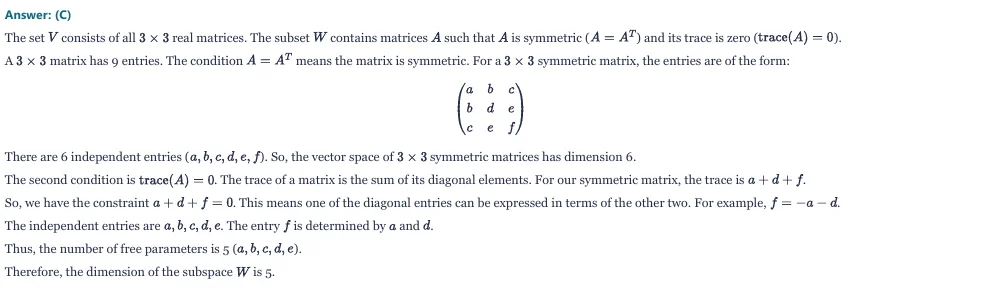 Answer: (C)
The set V consists of all 3 × 3 real matrices. The subset W contains matrices A such that A is symmetric (A = Aᵀ) and its trace is zero (trace(A) = 0).
A 3 × 3 matrix has 9 entries. The condition A = Aᵀ means the matrix is symmetric. For a 3 × 3 symmetric matrix, the entries are of the form:
(a b c
b d e
c e f)
There are 6 independent entries (a, b, c, d, e, f). So, the vector space of 3 × 3 symmetric matrices has dimension 6.
The second condition is trace(A) = 0. The trace of a matrix is the sum of its diagonal elements. For our symmetric matrix, the trace is a + d + f.
So, we have the constraint a + d + f = 0. This means one of the diagonal entries can be expressed in terms of the other two. For example, f = −a − d.
The independent entries are a, b, c, d, e. The entry f is determined by a and d.
Thus, the number of free parameters is 5 (a, b, c, d, e).
Therefore, the dimension of the subspace W is 5.